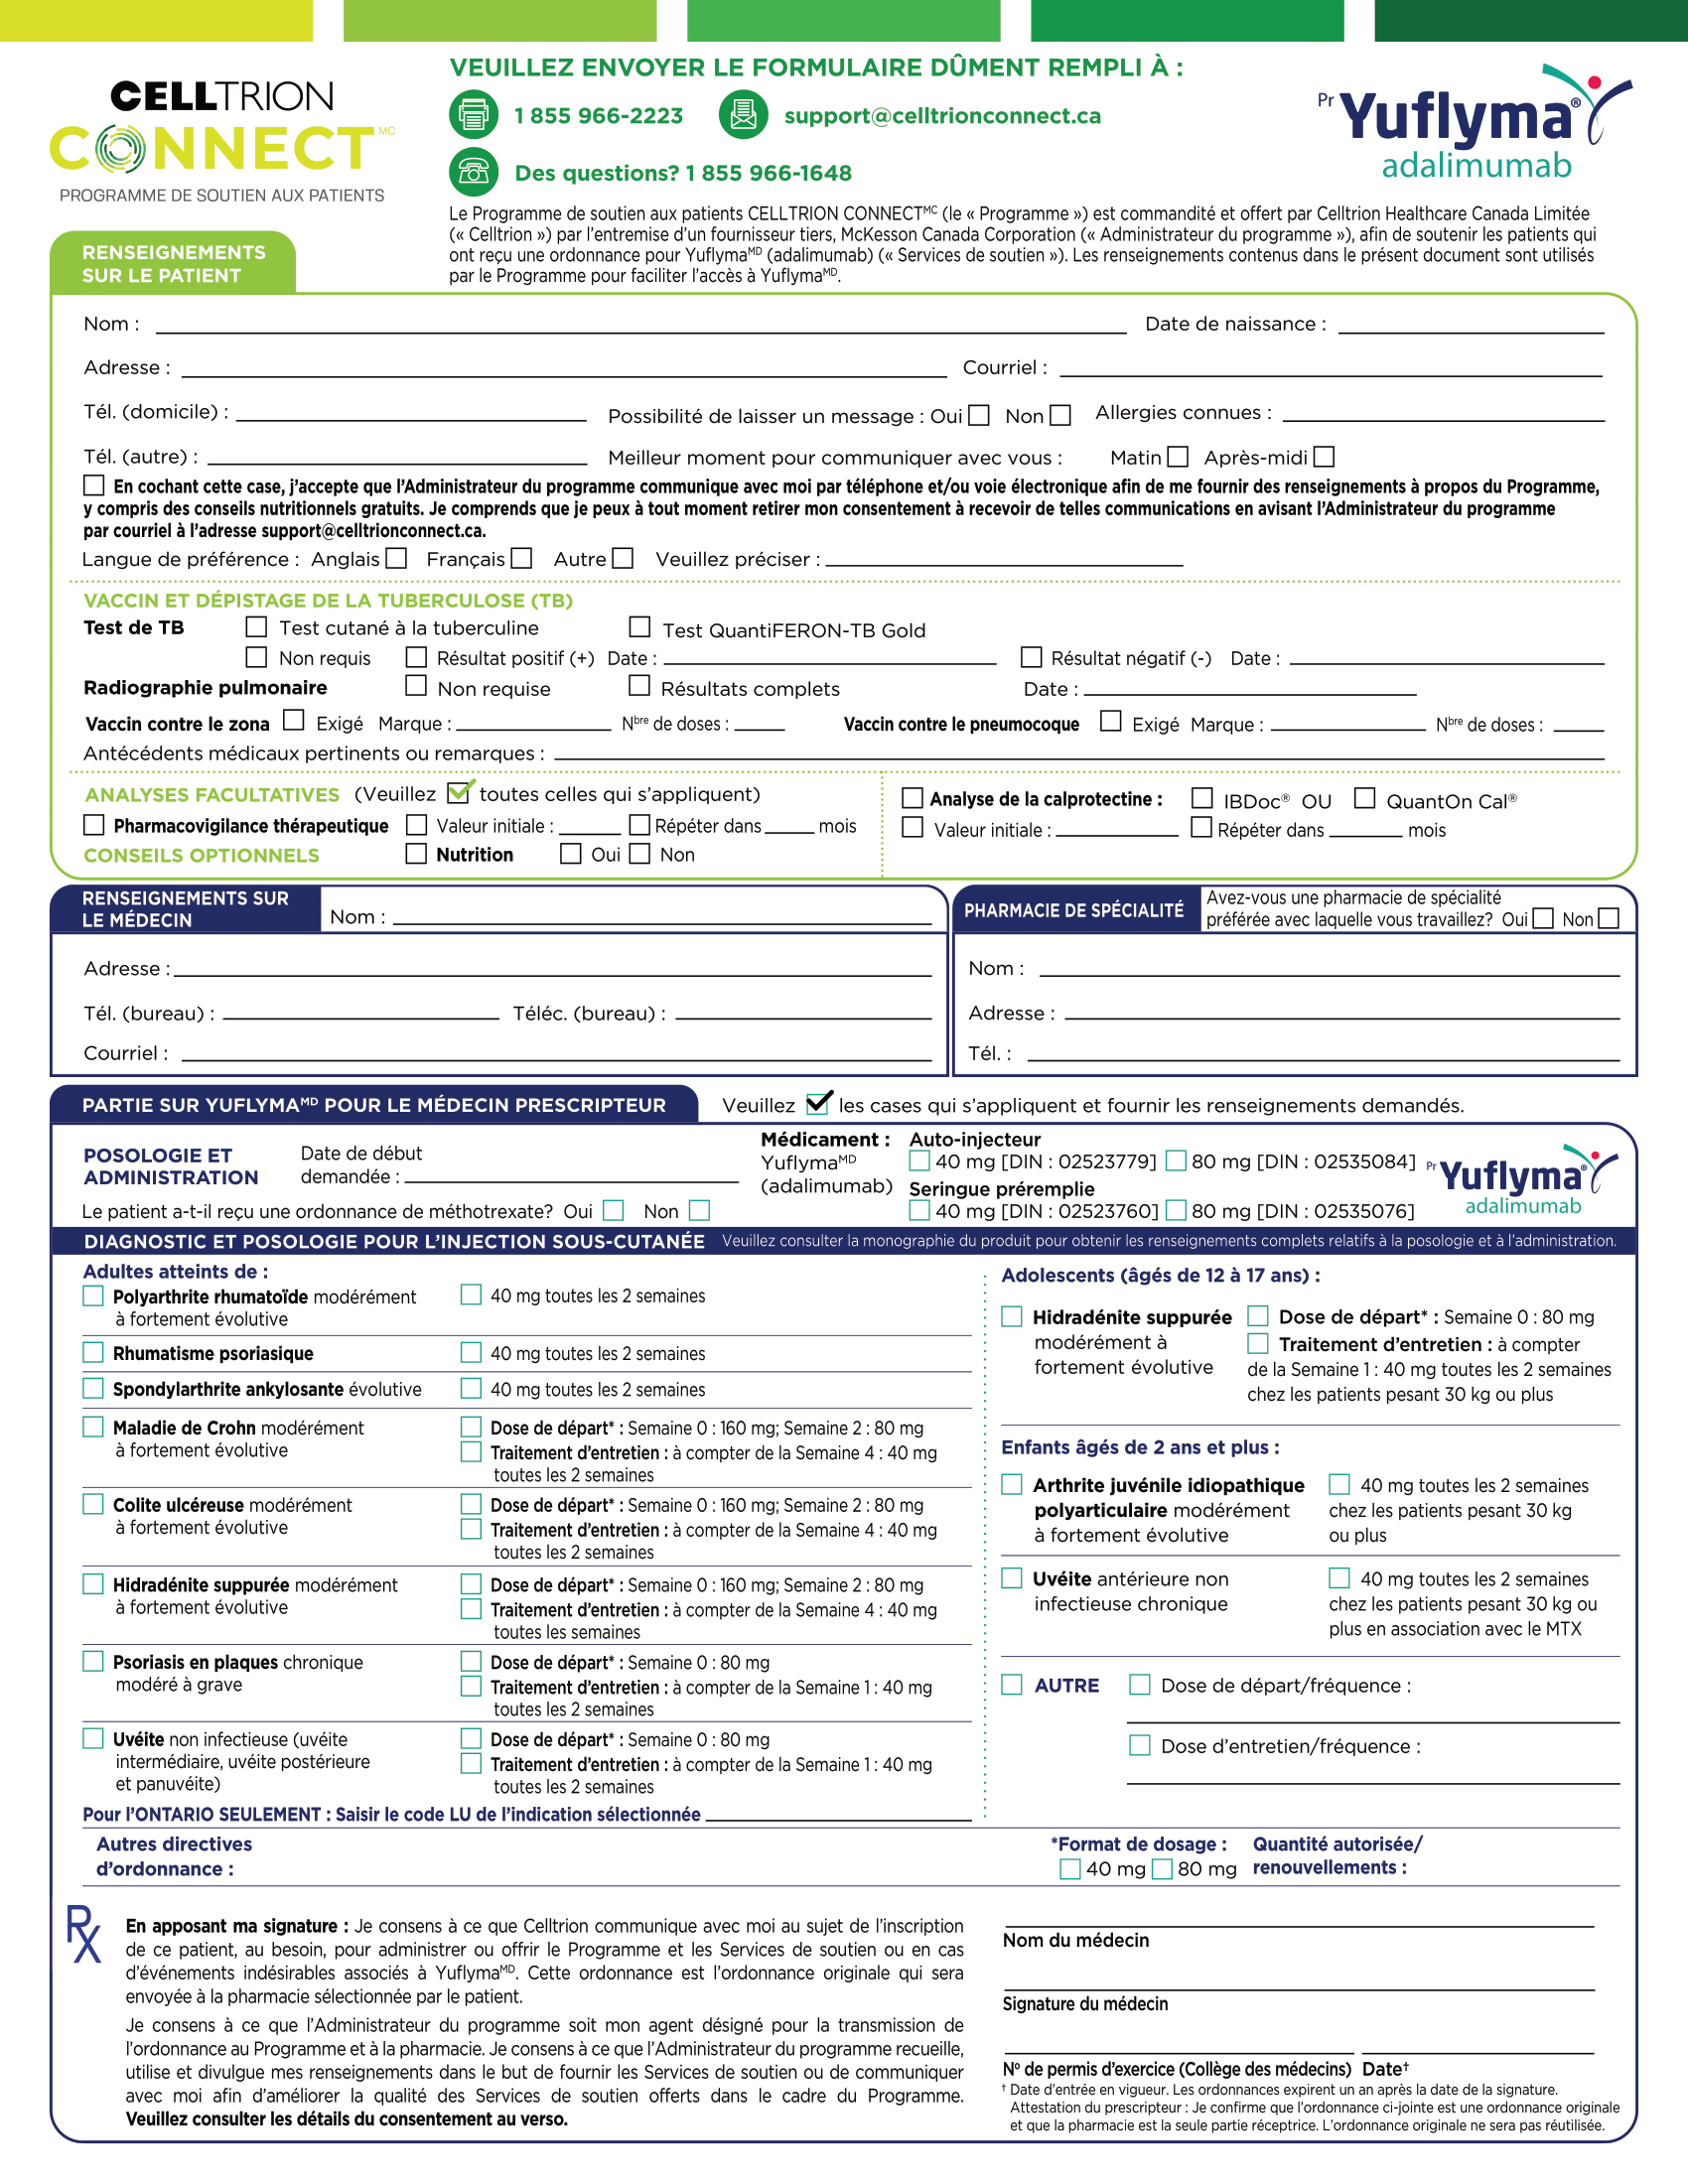 CELLTRION
CONNECT MC
PROGRAMME DE SOUTIEN AUX PATIENTS
VEUILLEZ ENVOYER LE FORMULAIRE DÛMENT REMPLI À :
1 855 966-2223 support@celltrionconnect.ca
Des questions? 1 855 966-1648
Pr Yuflyma®
adalimumab
Le Programme de soutien aux patients CELLTRION CONNECTMC (le « Programme ») est commandité et offert par Celltrion Healthcare Canada Limitée
(« Celltrion ») par l’entremise d’un fournisseur tiers, McKesson Canada Corporation (« Administrateur du programme »), afin de soutenir les patients qui
ont reçu une ordonnance pour YuflymaMD (adalimumab) (« Services de soutien »). Les renseignements contenus dans le présent document sont utilisés
par le Programme pour faciliter l’accès à YuflymaMD.
RENSEIGNEMENTS
SUR LE PATIENT
Nom : Date de naissance :
Adresse : Courriel :
Tél. (domicile) : Possibilité de laisser un message : Oui Non Allergies connues :
Tél. (autre) : Meilleur moment pour communiquer avec vous : Matin Après-midi
En cochant cette case, j’accepte que l’Administrateur du programme communique avec moi par téléphone et/ou voie électronique afin de me fournir des renseignements à propos du Programme,
y compris des conseils nutritionnels gratuits. Je comprends que je peux à tout moment retirer mon consentement à recevoir de telles communications en avisant l’Administrateur du programme
par courriel à l’adresse support@celltrionconnect.ca.
Langue de préférence : Anglais Français Autre Veuillez préciser :
VACCIN ET DÉPISTAGE DE LA TUBERCULOSE (TB)
Test de TB Test cutané à la tuberculine Test QuantiFERON-TB Gold
Non requis Résultat positif (+) Date : Résultat négatif (-) Date :
Radiographie pulmonaire Non requise Résultats complets Date :
Vaccin contre le zona Exigé Marque : Nbre de doses : Vaccin contre le pneumocoque Exigé Marque : Nbre de doses :
Antécédents médicaux pertinents ou remarques :
ANALYSES FACULTATIVES (Veuillez toutes celles qui s’appliquent)
Pharmacovigilance thérapeutique Valeur initiale : Répéter dans mois
CONSEILS OPTIONNELS Nutrition Oui Non
Analyse de la calprotectine : IBDoc® OU QuantOn Cal®
Valeur initiale : Répéter dans mois
RENSEIGNEMENTS SUR
LE MÉDECIN
Nom :
Adresse :
Tél. (bureau) : Téléc. (bureau) :
Courriel :
PHARMACIE DE SPÉCIALITÉ
Avez-vous une pharmacie de spécialité
préférée avec laquelle vous travaillez? Oui Non
Nom :
Adresse :
Tél. :
PARTIE SUR YUFLYMAMD POUR LE MÉDECIN PRESCRIPTEUR Veuillez les cases qui s’appliquent et fournir les renseignements demandés.
POSOLOGIE ET
ADMINISTRATION
Date de début
demandée :
Le patient a-t-il reçu une ordonnance de méthotrexate? Oui Non
Médicament :
YuflymaMD
(adalimumab)
Auto-injecteur
40 mg [DIN : 02523779] 80 mg [DIN : 02535084]
Seringue préremplie
40 mg [DIN : 02523760] 80 mg [DIN : 02535076]
Pr Yuflyma®
adalimumab
DIAGNOSTIC ET POSOLOGIE POUR L’INJECTION SOUS-CUTANÉE Veuillez consulter la monographie du produit pour obtenir les renseignements complets relatifs à la posologie et à l’administration.
Adultes atteints de :
Polyarthrite rhumatoïde modérément 40 mg toutes les 2 semaines
à fortement évolutive
Rhumatisme psoriasique 40 mg toutes les 2 semaines
Spondylarthrite ankylosante évolutive 40 mg toutes les 2 semaines
Maladie de Crohn modérément Dose de départ* : Semaine 0 : 160 mg; Semaine 2 : 80 mg
à fortement évolutive Traitement d’entretien : à compter de la Semaine 4 : 40 mg
toutes les 2 semaines
Colite ulcéreuse modérément Dose de départ* : Semaine 0 : 160 mg; Semaine 2 : 80 mg
à fortement évolutive Traitement d’entretien : à compter de la Semaine 4 : 40 mg
toutes les 2 semaines
Hidradénite suppurée modérément Dose de départ* : Semaine 0 : 160 mg; Semaine 2 : 80 mg
à fortement évolutive Traitement d’entretien : à compter de la Semaine 4 : 40 mg
toutes les semaines
Psoriasis en plaques chronique Dose de départ* : Semaine 0 : 80 mg
modéré à grave Traitement d’entretien : à compter de la Semaine 1 : 40 mg
toutes les 2 semaines
Uvéite non infectieuse (uvéite Dose de départ* : Semaine 0 : 80 mg
intermédiaire, uvéite postérieure Traitement d’entretien : à compter de la Semaine 1 : 40 mg
et panuvéite) toutes les 2 semaines
Pour l’ONTARIO SEULEMENT : Saisir le code LU de l’indication sélectionnée
Adolescents (âgés de 12 à 17 ans) :
Hidradénite suppurée Dose de départ* : Semaine 0 : 80 mg
modérément à Traitement d’entretien : à compter
fortement évolutive de la Semaine 1 : 40 mg toutes les 2 semaines
chez les patients pesant 30 kg ou plus
Enfants âgés de 2 ans et plus :
Arthrite juvénile idiopathique 40 mg toutes les 2 semaines
polyarticulaire modérément chez les patients pesant 30 kg
à fortement évolutive ou plus
Uvéite antérieure non 40 mg toutes les 2 semaines
infectieuse chronique chez les patients pesant 30 kg ou
plus en association avec le MTX
AUTRE Dose de départ/fréquence :
Dose d’entretien/fréquence :
Autres directives
d’ordonnance :
*Format de dosage :
40 mg 80 mg
Quantité autorisée/
renouvellements :
Rx
En apposant ma signature : Je consens à ce que Celltrion communique avec moi au sujet de l’inscription
de ce patient, au besoin, pour administrer ou offrir le Programme et les Services de soutien ou en cas
d’événements indésirables associés à YuflymaMD. Cette ordonnance est l’ordonnance originale qui sera
envoyée à la pharmacie sélectionnée par le patient.
Je consens à ce que l’Administrateur du programme soit mon agent désigné pour la transmission de
l’ordonnance au Programme et à la pharmacie. Je consens à ce que l’Administrateur du programme recueille,
utilise et divulgue mes renseignements dans le but de fournir les Services de soutien ou de communiquer
avec moi afin d’améliorer la qualité des Services de soutien offerts dans le cadre du Programme.
Veuillez consulter les détails du consentement au verso.
Nom du médecin
Signature du médecin
No de permis d’exercice (Collège des médecins) Date†
† Date d’entrée en vigueur. Les ordonnances expirent un an après la date de la signature.
Attestation du prescripteur : Je confirme que l’ordonnance ci-jointe est une ordonnance originale
et que la pharmacie est la seule partie réceptrice. L’ordonnance originale ne sera pas réutilisée.